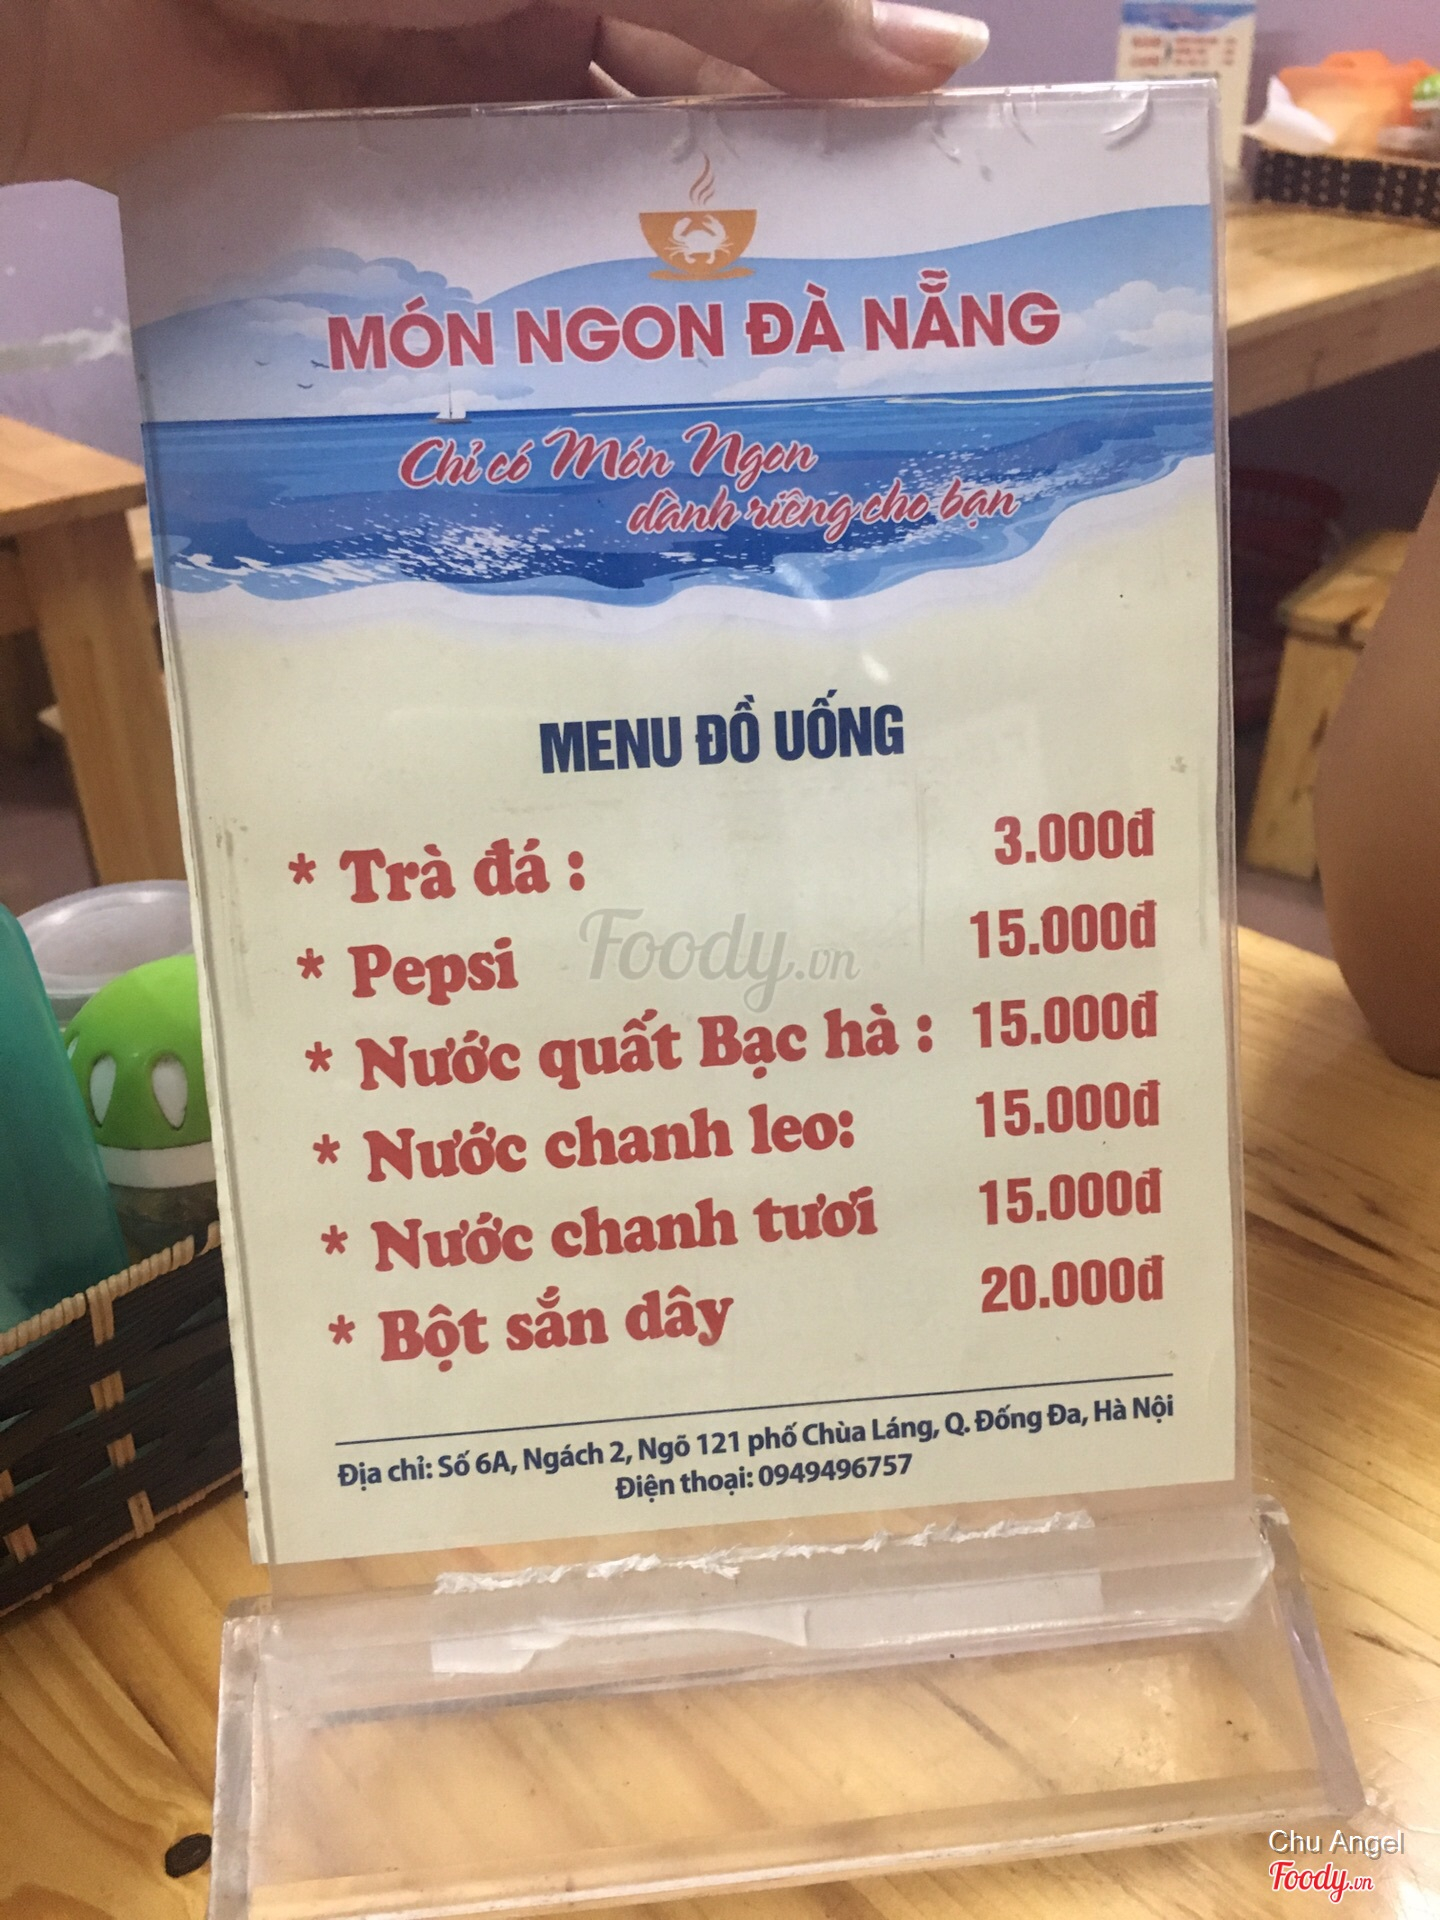 MÓN NGON ĐÀ NẴNG
Chỉ có Món Ngon
dành riêng cho bạn
MENU ĐỒ UỐNG
* Trà đá : 3.000đ
* Pepsi 15.000đ
* Nước quất Bạc hà : 15.000đ
* Nước chanh leo: 15.000đ
* Nước chanh tươi 15.000đ
* Bột sắn dây 20.000đ
Địa chỉ: Số 6A, Ngách 2, Ngõ 121 phố Chùa Láng, Q. Đống Đa, Hà Nội
Điện thoại: 0949496757
Foody.vn
Chu Angel
Foody.vn